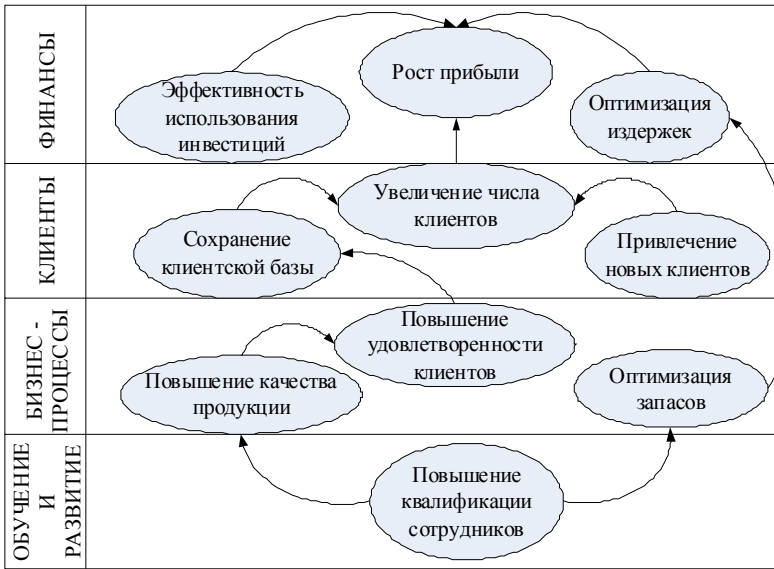 ФИНАНСЫ
Эффективность
использования
инвестиций
Рост прибыли
Оптимизация
издержек
КЛИЕНТЫ
Сохранение
клиентской базы
Увеличение числа
клиентов
Привлечение
новых клиентов
БИЗНЕС -
ПРОЦЕССЫ
Повышение качества
продукции
Повышение
удовлетворенности
клиентов
Оптимизация
запасов
ОБУЧЕНИЕ
И
РАЗВИТИЕ
Повышение
квалификации
сотрудников